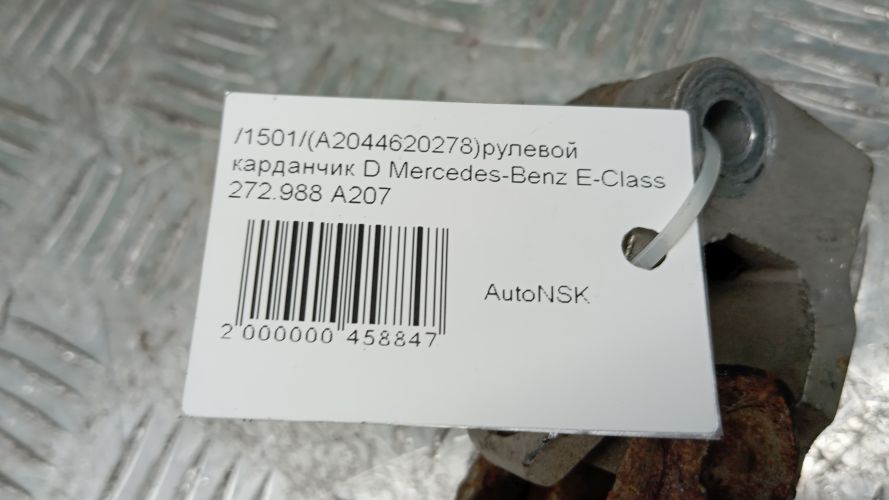 /1501/(A2044620278)рулевой
карданчик D Mercedes-Benz E-Class
272.988 A207
AutoNSK
2 000000 458847